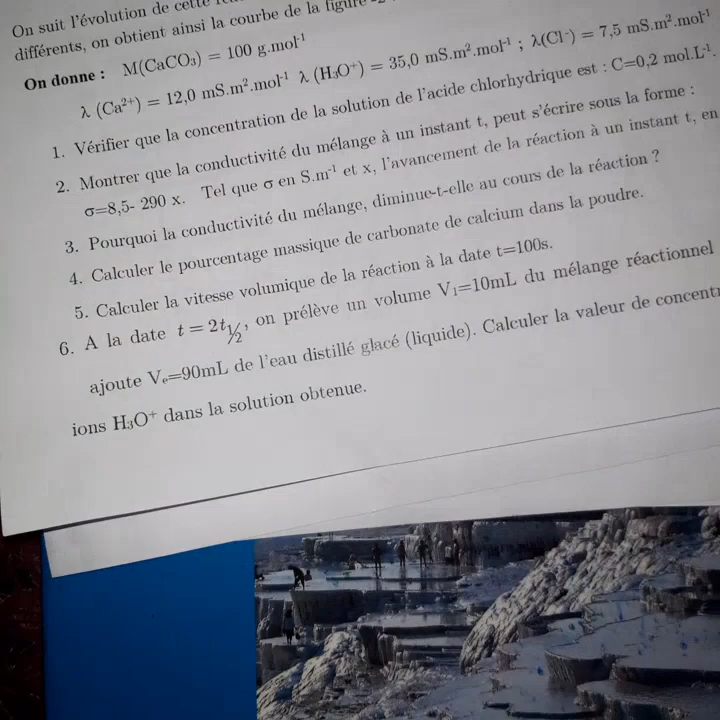 On suit l'évolution de cette
différents, on obtient ainsi la courbe de la figure
On donne : M(CaCO₃) = 100 g.mol⁻¹
λ (Ca²⁺) = 12,0 mS.m².mol⁻¹ λ (H₃O⁺) = 35,0 mS.m².mol⁻¹ ; λ(Cl⁻) = 7,5 mS.m².mol⁻¹
1. Vérifier que la concentration de la solution de l'acide chlorhydrique est : C=0,2 mol.L⁻¹.
2. Montrer que la conductivité du mélange à un instant t, peut s'écrire sous la forme :
σ=8,5- 290 x. Tel que σ en S.m⁻¹ et x, l'avancement de la réaction à un instant t, en
3. Pourquoi la conductivité du mélange, diminue-t-elle au cours de la réaction ?
4. Calculer le pourcentage massique de carbonate de calcium dans la poudre.
5. Calculer la vitesse volumique de la réaction à la date t=100s.
6. A la date t = 2t½, on prélève un volume V₁=10mL du mélange réactionnel
ajoute Vₑ=90mL de l'eau distillé glacé (liquide). Calculer la valeur de
ions H₃O⁺ dans la solution obtenue.